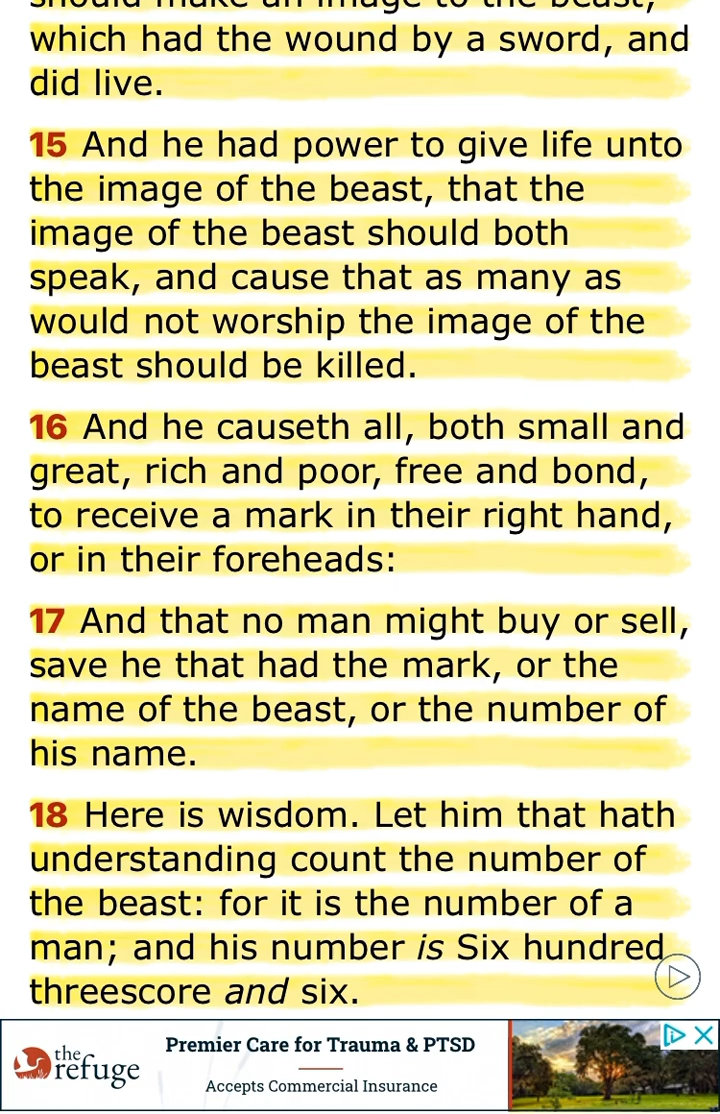 should make an image to the beast,
which had the wound by a sword, and
did live.
15 And he had power to give life unto
the image of the beast, that the
image of the beast should both
speak, and cause that as many as
would not worship the image of the
beast should be killed.
16 And he causeth all, both small and
great, rich and poor, free and bond,
to receive a mark in their right hand,
or in their foreheads:
17 And that no man might buy or sell,
save he that had the mark, or the
name of the beast, or the number of
his name.
18 Here is wisdom. Let him that hath
understanding count the number of
the beast: for it is the number of a
man; and his number is Six hundred
threescore and six.
the
refuge
Premier Care for Trauma & PTSD
Accepts Commercial Insurance